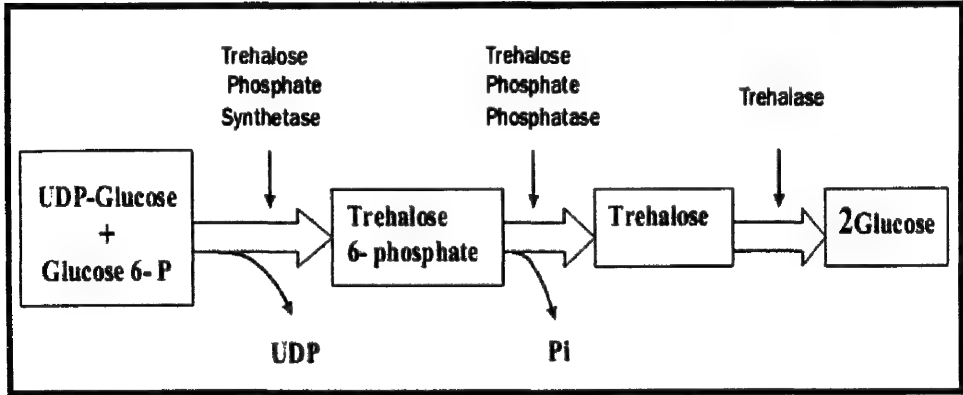 Trehalose
Phosphate
Synthetase
Trehalose
Phosphate
Phosphatase
Trehalase
UDP-Glucose
+
Glucose 6- P
Trehalose
6- phosphate
Trehalose
2Glucose
UDP
Pi